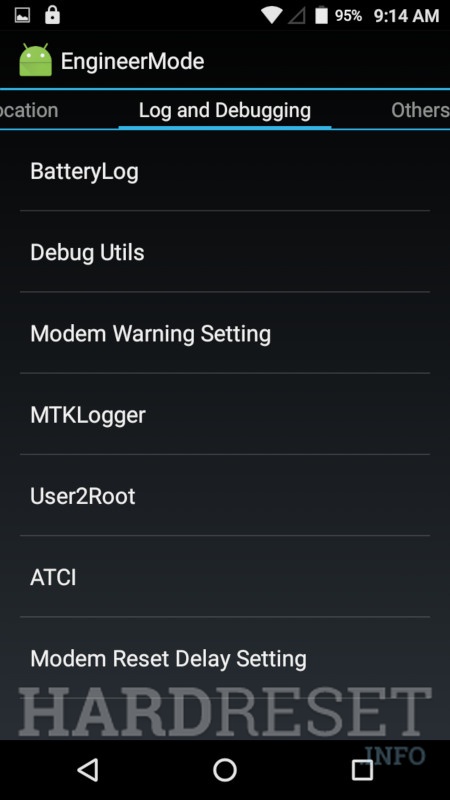 95% 9:14 AM
EngineerMode
ocation Log and Debugging Others
BatteryLog
Debug Utils
Modem Warning Setting
MTKLogger
User2Root
ATCI
Modem Reset Delay Setting
HARDRESET
.INFO